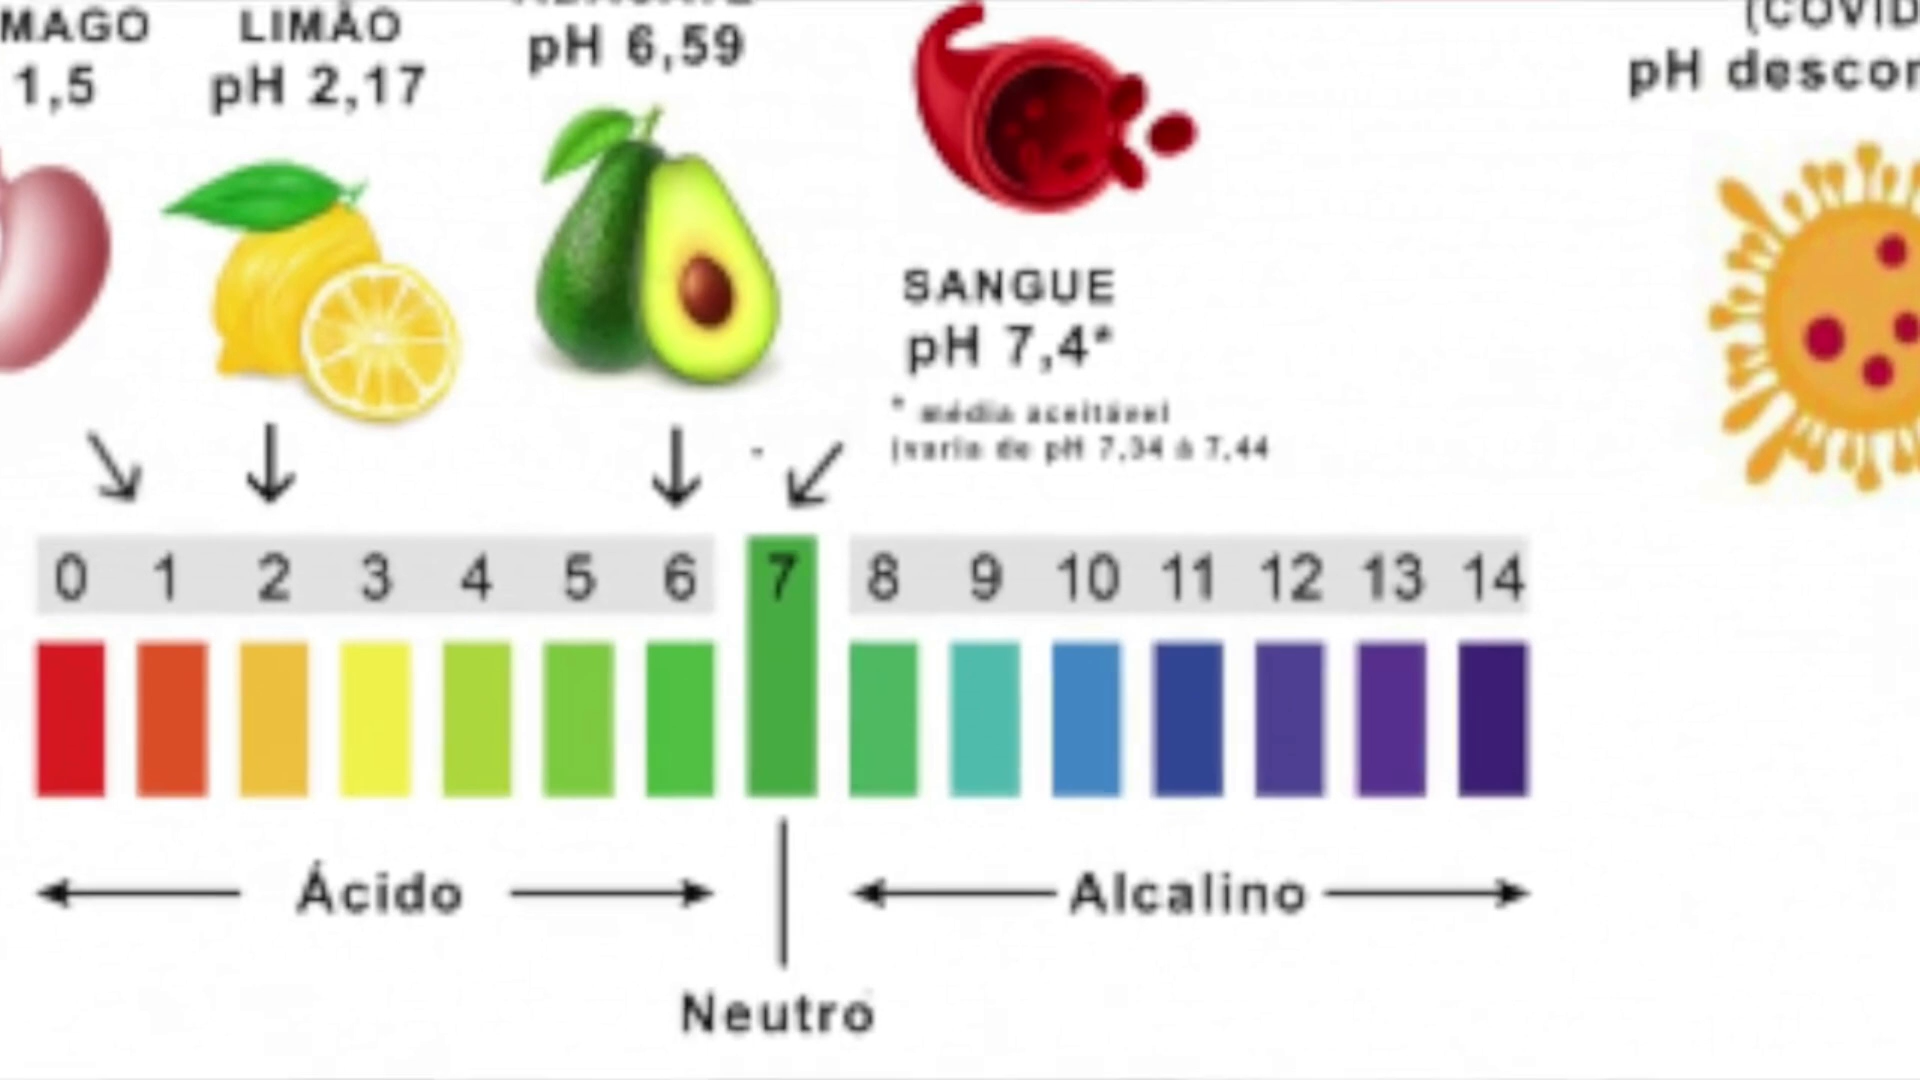 MAGO
1,5
LIMÃO
pH 2,17
pH 6,59
SANGUE
pH 7,4*
* média aceitável
(varia de pH 7,34 à 7,44
(COVID
pH descon
0 1 2 3 4 5 6 7 8 9 10 11 12 13 14
Ácido
Alcalino
Neutro